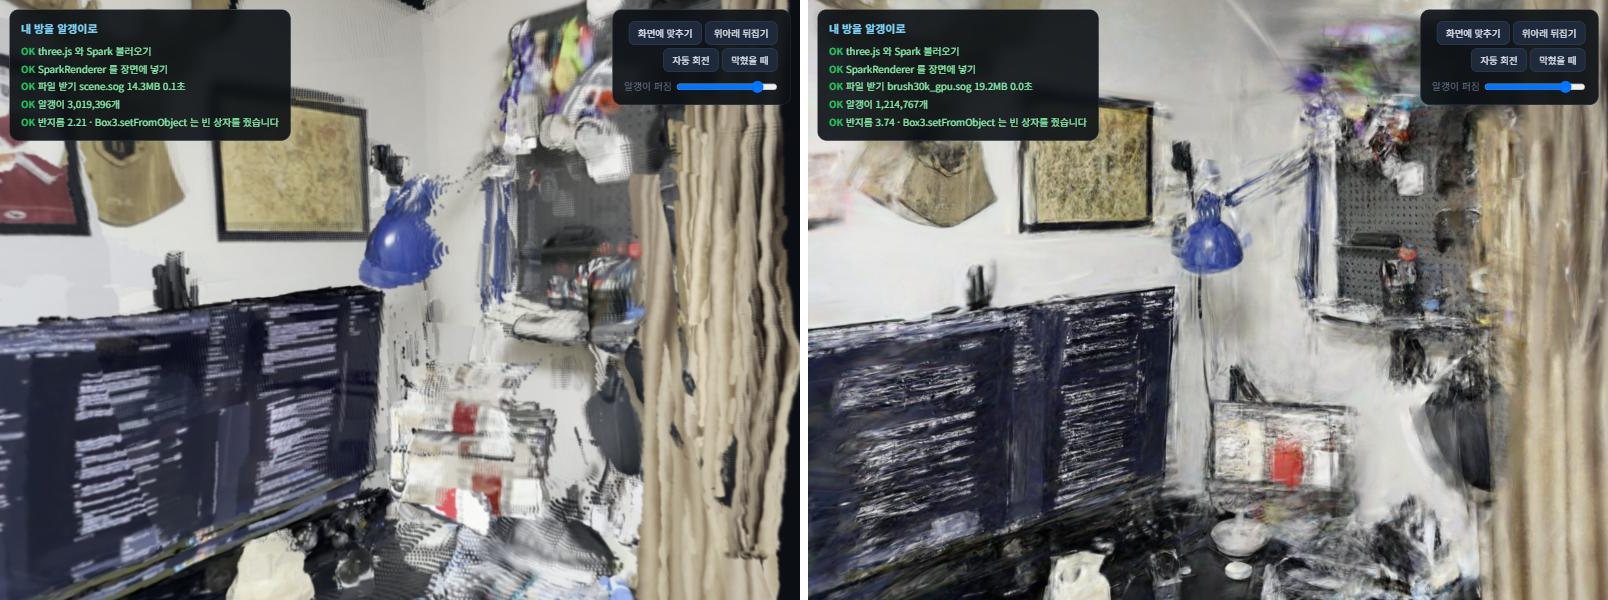 내 방을 알갱이로
OK three.js 와 Spark 불러오기
OK SparkRenderer 를 장면에 넣기
OK 파일 받기 scene.sog 14.3MB 0.1초
OK 알갱이 3,019,396개
OK 반지름 2.21 · Box3.setFromObject 는 빈 상자를 줬습니다
화면에 맞추기 위아래 뒤집기
자동 회전 막혔을 때
알갱이 퍼짐
내 방을 알갱이로
OK three.js 와 Spark 불러오기
OK SparkRenderer 를 장면에 넣기
OK 파일 받기 brush30k_gpu.sog 19.2MB 0.0초
OK 알갱이 1,214,767개
OK 반지름 3.74 · Box3.setFromObject 는 빈 상자를 줬습니다
화면에 맞추기 위아래 뒤집기
자동 회전 막혔을 때
알갱이 퍼짐